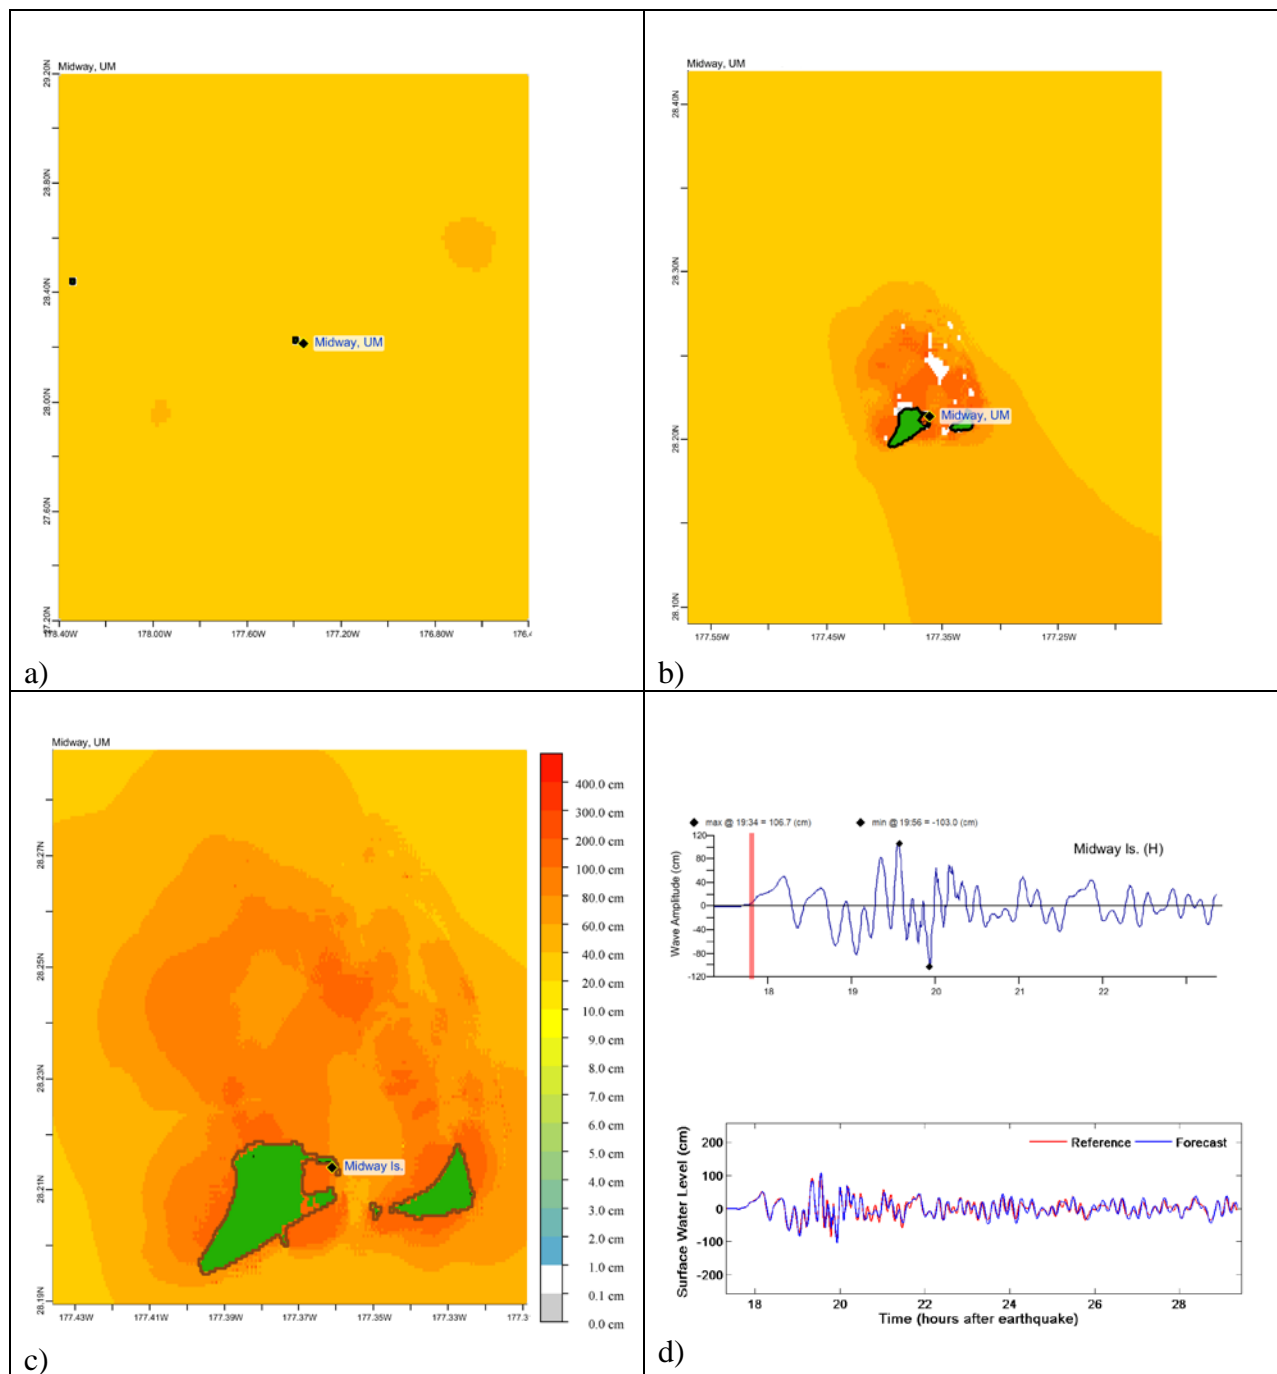 Midway, UM
29.20N
28.80N
28.40N
28.00N
27.60N
27.20N
Midway, UM
178.40W 178.00W 177.60W 177.20W 176.80W 176.4
a)
Midway, UM
28.40N
28.30N
28.20N
28.10N
Midway, UM
177.55W 177.45W 177.35W 177.25W
b)
Midway, UM
28.27N
28.25N
28.23N
28.21N
28.19N
Midway Is.
177.43W 177.41W 177.39W 177.37W 177.35W 177.33W 177.3
400.0 cm
300.0 cm
200.0 cm
100.0 cm
80.0 cm
60.0 cm
40.0 cm
20.0 cm
10.0 cm
9.0 cm
8.0 cm
7.0 cm
6.0 cm
5.0 cm
4.0 cm
3.0 cm
2.0 cm
1.0 cm
0.1 cm
0.0 cm
c)
max @ 19:34 = 106.7 (cm) min @ 19:56 = -103.0 (cm)
Midway Is. (H)
Wave Amplitude (cm)
120
80
40
0
-40
-80
-120
18 19 20 21 22
Reference Forecast
Surface Water Level (cm)
200
100
0
-100
-200
18 20 22 24 26 28
Time (hours after earthquake)
d)